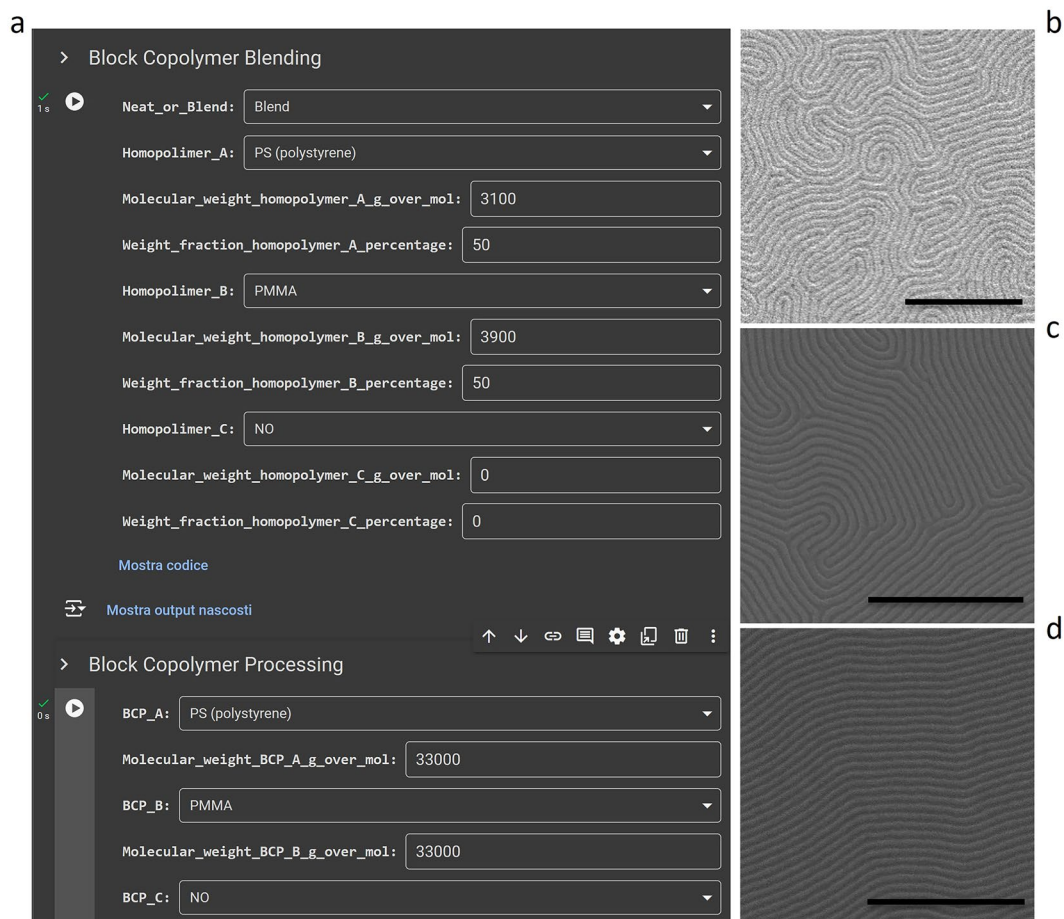 a
Block Copolymer Blending
1 s
Neat_or_Blend: Blend
Homopolimer_A: PS (polystyrene)
Molecular_weight_homopolymer_A_g_over_mol: 3100
Weight_fraction_homopolymer_A_percentage: 50
Homopolimer_B: PMMA
Molecular_weight_homopolymer_B_g_over_mol: 3900
Weight_fraction_homopolymer_B_percentage: 50
Homopolimer_C: NO
Molecular_weight_homopolymer_C_g_over_mol: 0
Weight_fraction_homopolymer_C_percentage: 0
Mostra codice
Mostra output nascosti
Block Copolymer Processing
0 s
BCP_A: PS (polystyrene)
Molecular_weight_BCP_A_g_over_mol: 33000
BCP_B: PMMA
Molecular_weight_BCP_B_g_over_mol: 33000
BCP_C: NO
b
c
d